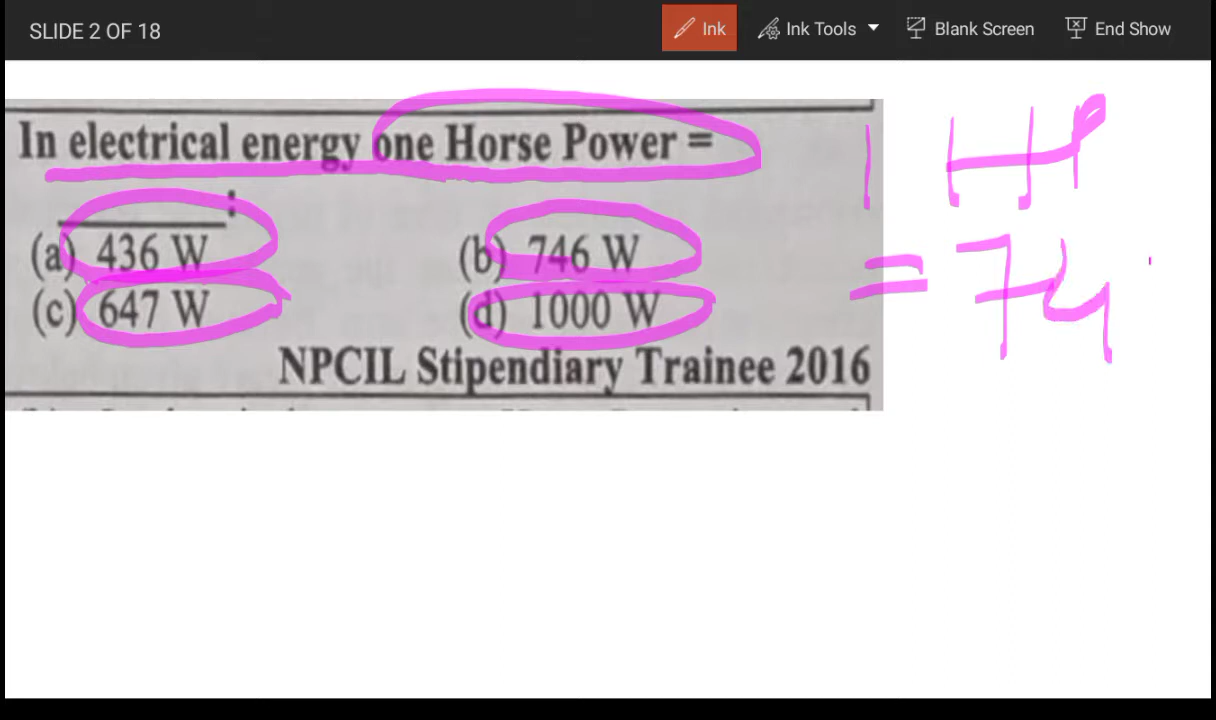 SLIDE 2 OF 18 Ink Ink Tools Blank Screen End Show
In electrical energy one Horse Power =
:
(a) 436 W (b) 746 W
(c) 647 W (d) 1000 W
NPCIL Stipendiary Trainee 2016
1 HP
= 74